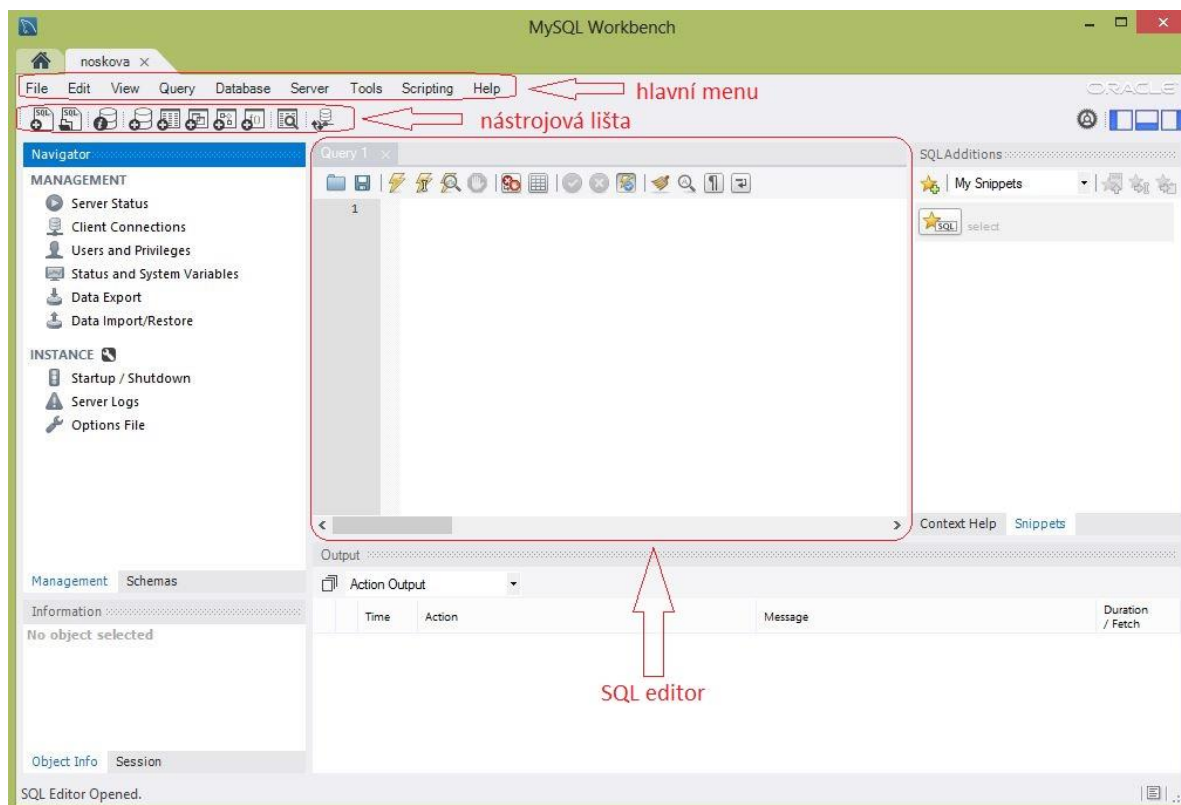 MySQL Workbench
noskova
File Edit View Query Database Server Tools Scripting Help
hlavní menu
ORACLE
nástrojová lišta
Navigator
MANAGEMENT
Server Status
Client Connections
Users and Privileges
Status and System Variables
Data Export
Data Import/Restore
INSTANCE
Startup / Shutdown
Server Logs
Options File
Management Schemas
Information
No object selected
Object Info Session
Query 1
1
SQLAdditions
My Snippets
SQL select
Context Help Snippets
Output
Action Output
Time Action Message Duration / Fetch
SQL editor
SQL Editor Opened.